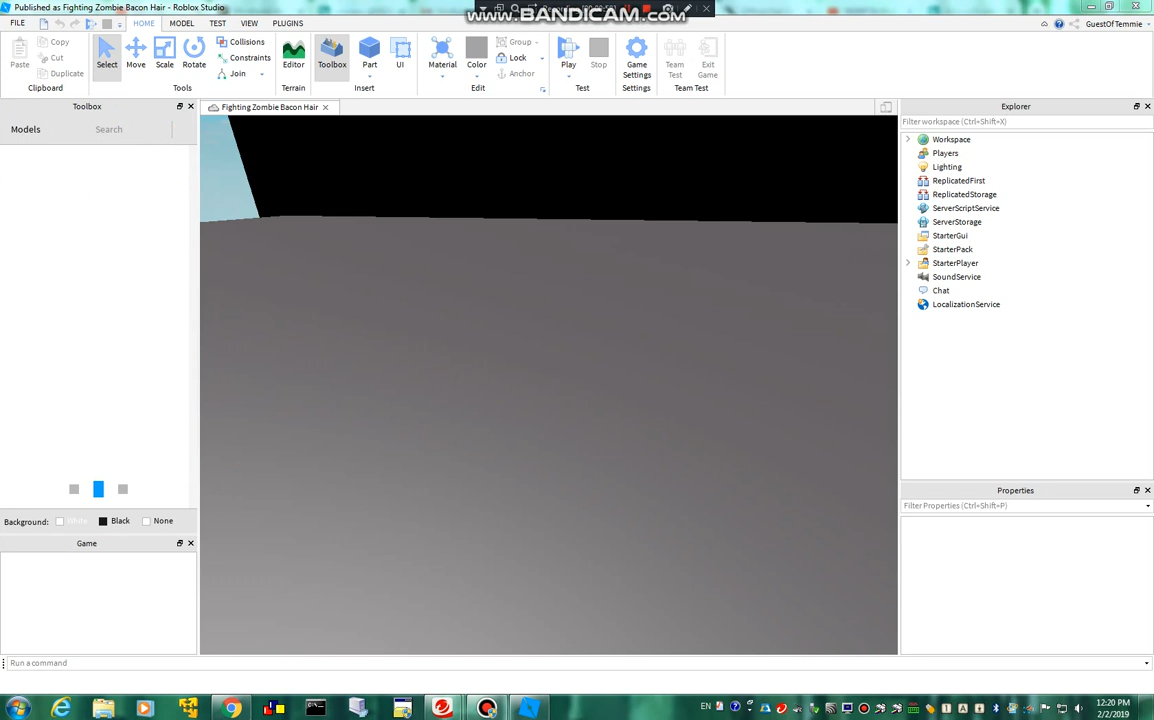 Published as Fighting Zombie Bacon Hair - Roblox Studio
www.BANDICAM.com
FILE HOME MODEL TEST VIEW PLUGINS
GuestOfTemmie
Paste
Copy
Cut
Duplicate
Clipboard
Select Move Scale Rotate
Collisions
Constraints
Join
Tools
Editor
Terrain
Toolbox Part UI
Insert
Material Color
Group
Lock
Anchor
Edit
Play Stop
Test
Game Settings
Settings
Team Test
Exit Game
Team Test
Toolbox
Models Search
Background: White Black None
Game
Fighting Zombie Bacon Hair
Explorer
Filter workspace (Ctrl+Shift+X)
Workspace
Players
Lighting
ReplicatedFirst
ReplicatedStorage
ServerScriptService
ServerStorage
StarterGui
StarterPack
StarterPlayer
SoundService
Chat
LocalizationService
Properties
Filter Properties (Ctrl+Shift+P)
Run a command
EN
12:20 PM
2/2/2019